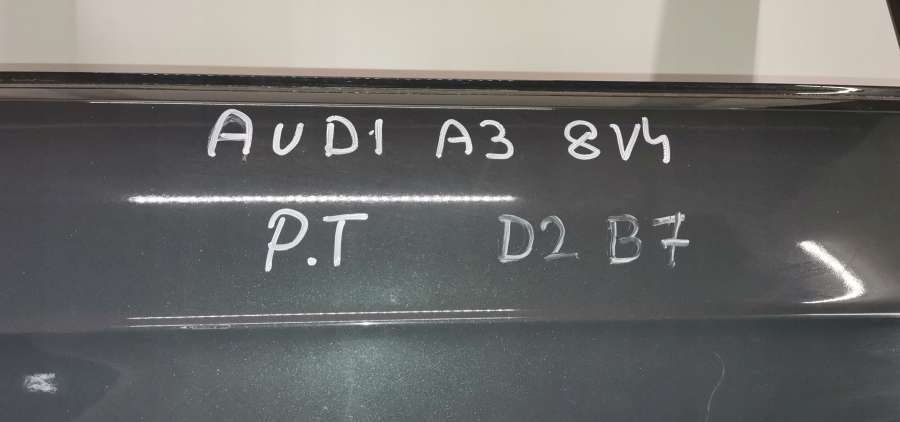 AUDI A3 8V4
P.T D2 B7